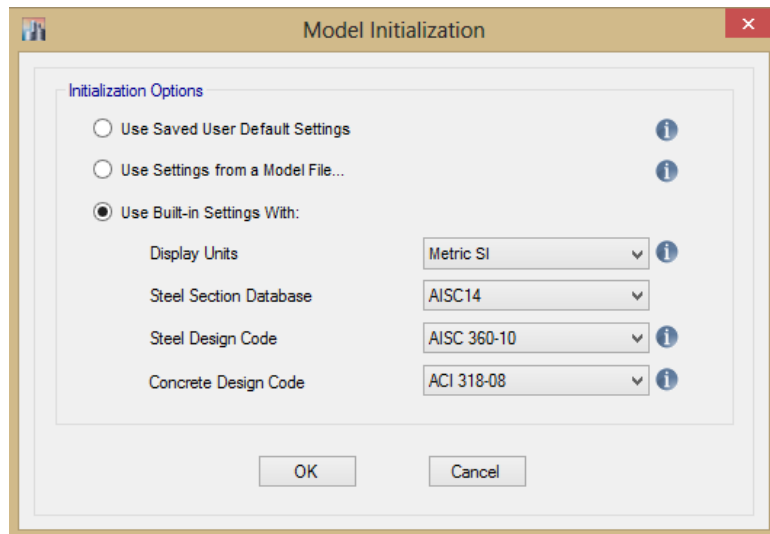 Model Initialization
Initialization Options
Use Saved User Default Settings
Use Settings from a Model File...
Use Built-in Settings With:
Display Units Metric SI
Steel Section Database AISC14
Steel Design Code AISC 360-10
Concrete Design Code ACI 318-08
OK Cancel